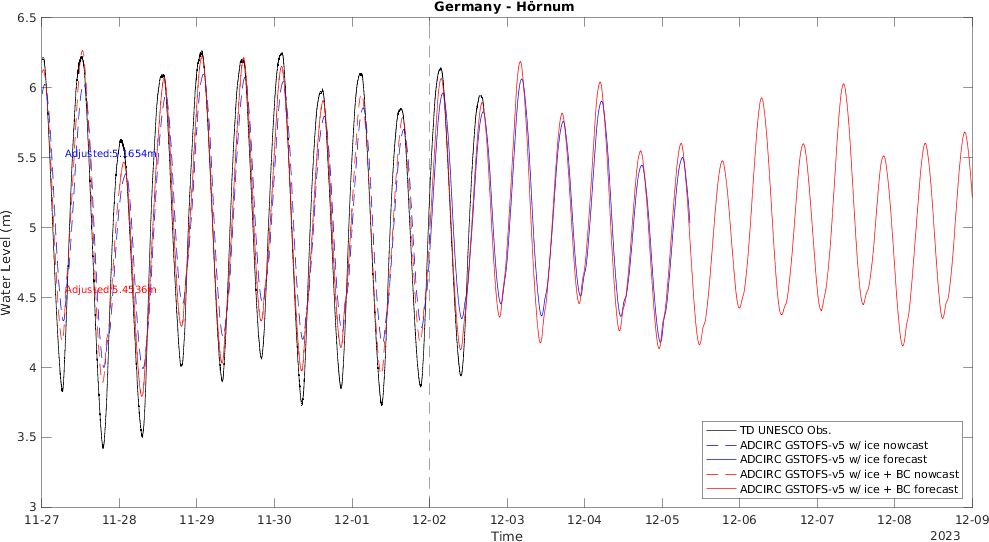 Germany - Hörnum
Water Level (m)
6.5
6
5.5
5
4.5
4
3.5
3
Adjusted:5.1654m
Adjusted:5.4536m
TD UNESCO Obs.
ADCIRC GSTOFS-v5 w/ ice nowcast
ADCIRC GSTOFS-v5 w/ ice forecast
ADCIRC GSTOFS-v5 w/ ice + BC nowcast
ADCIRC GSTOFS-v5 w/ ice + BC forecast
11-27 11-28 11-29 11-30 12-01 12-02 12-03 12-04 12-05 12-06 12-07 12-08 12-09
Time
2023